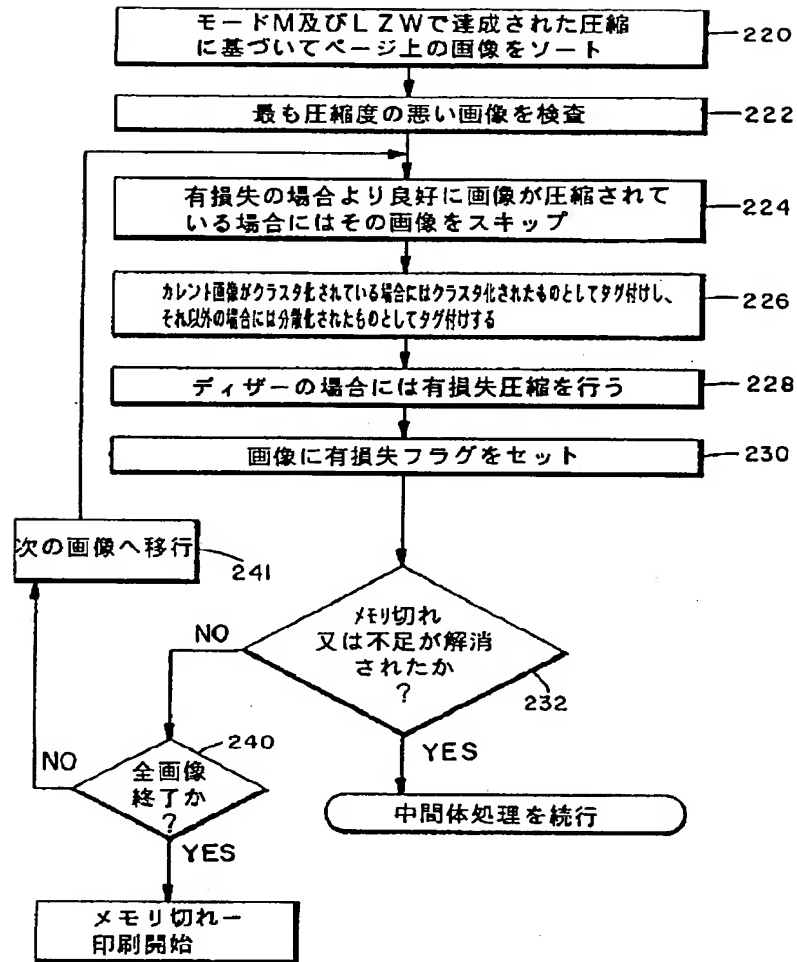 モードM及びLZWで達成された圧縮
に基づいてページ上の画像をソート
220
最も圧縮度の悪い画像を検査
222
有損失の場合より良好に画像が圧縮されて
いる場合にはその画像をスキップ
224
カレント画像がクラスタ化されている場合にはクラスタ化されたものとしてタグ付けし、
それ以外の場合には分散化されたものとしてタグ付けする
226
ディザーの場合には有損失圧縮を行う
228
画像に有損失フラグをセット
230
次の画像へ移行
241
メモリ切れ
又は不足が解消
されたか
?
232
NO
YES
240
全画像
終了か
?
NO
YES
中間体処理を続行
メモリ切れー
印刷開始